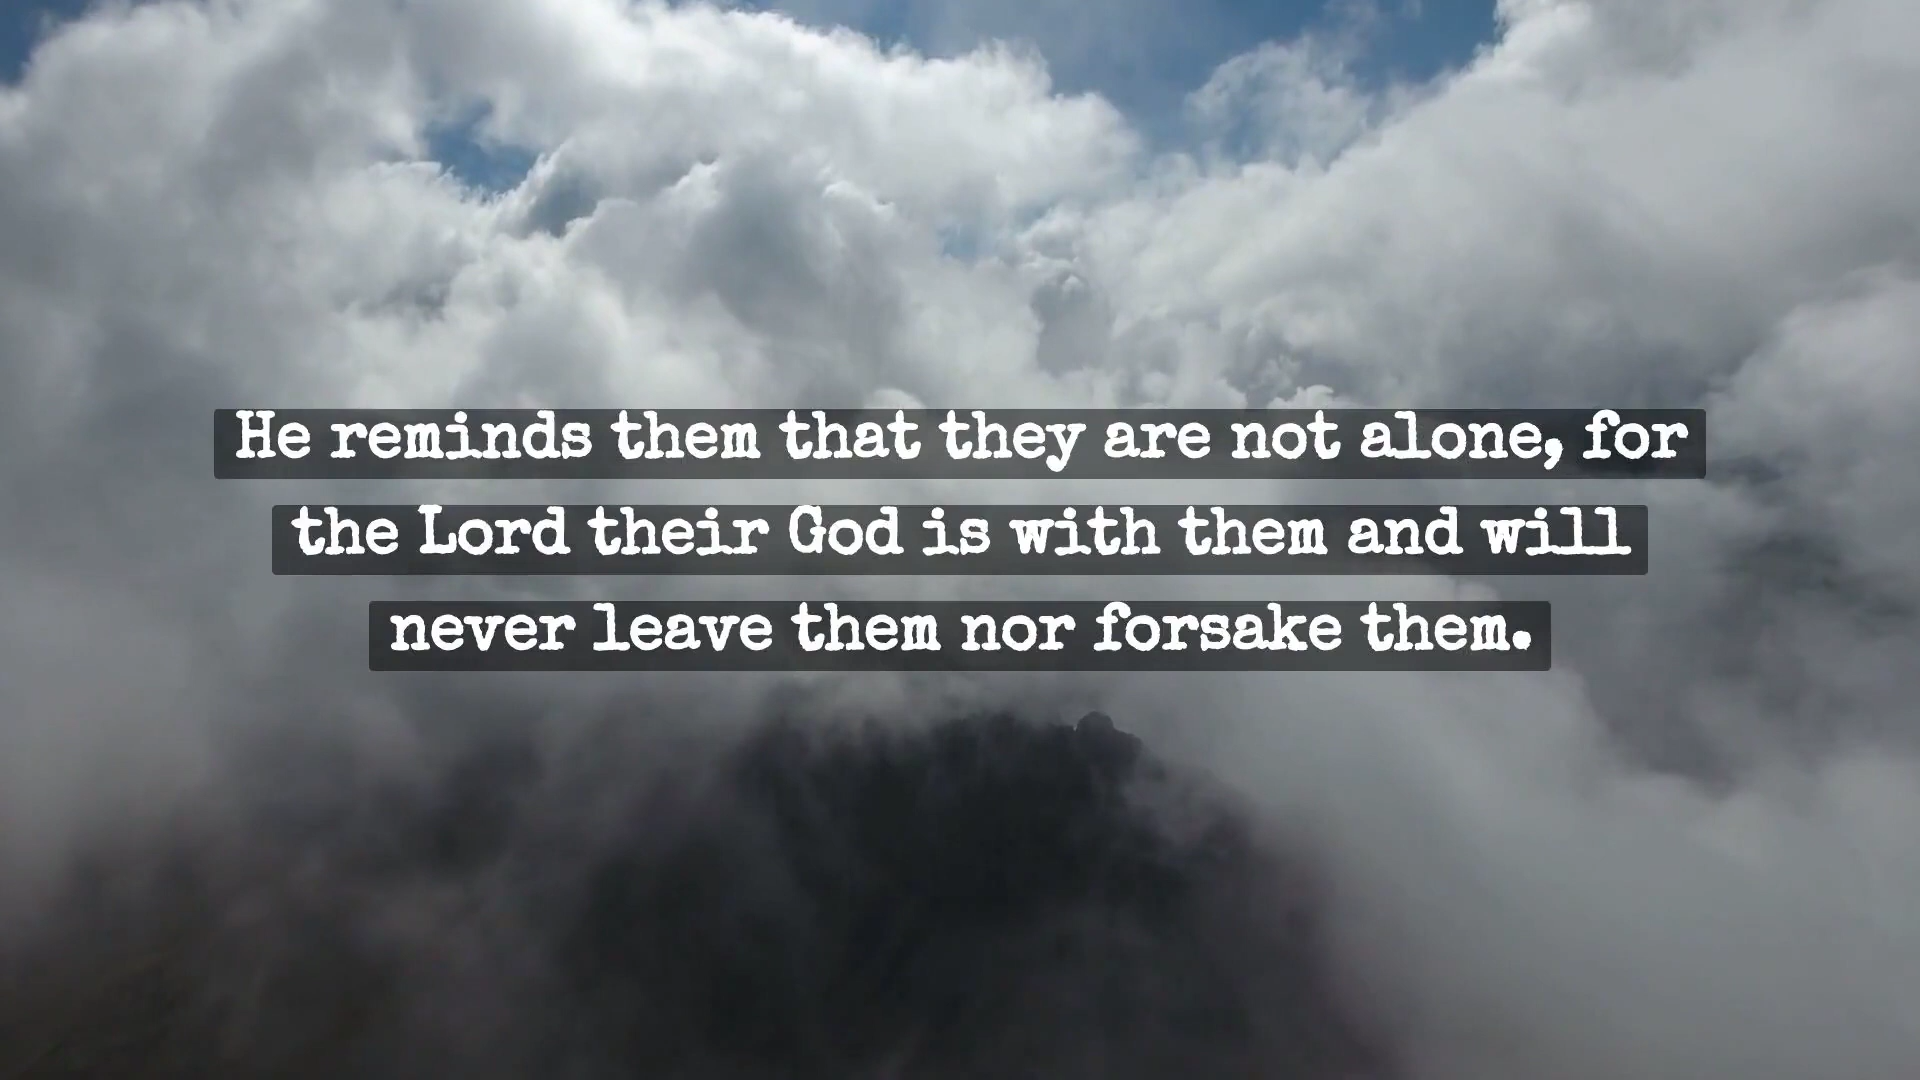 He reminds them that they are not alone, for
the Lord their God is with them and will
never leave them nor forsake them.